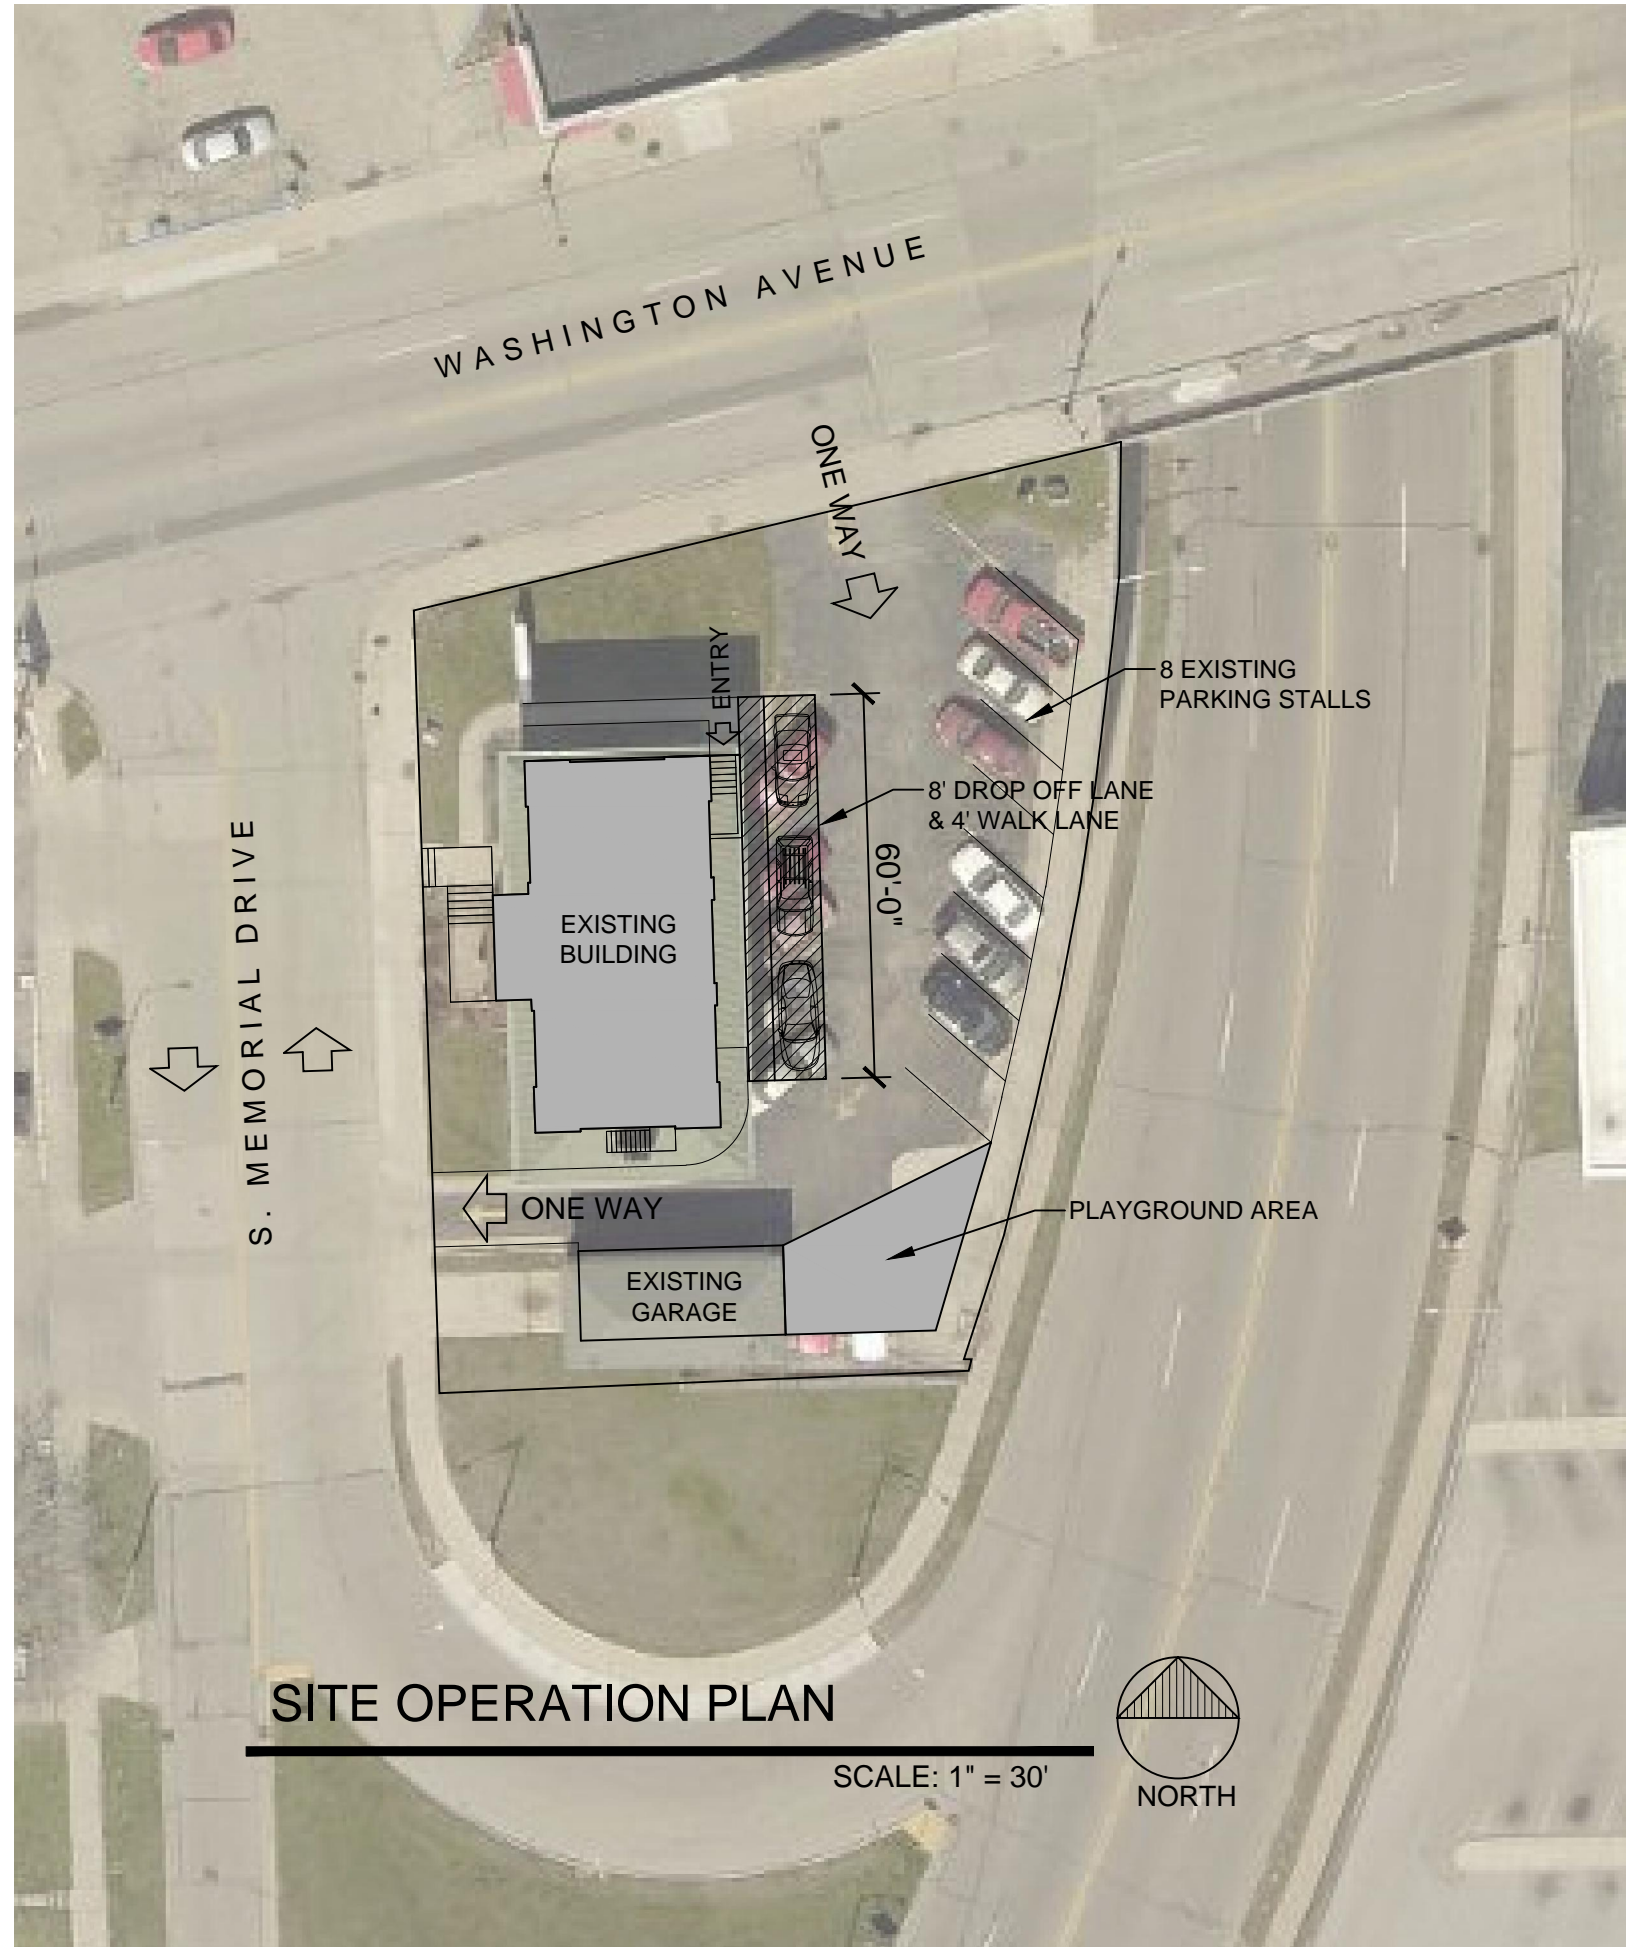 WASHINGTON AVENUE
ONE WAY
ENTRY
8 EXISTING
PARKING STALLS
8' DROP OFF LANE
& 4' WALK LANE
60'-0"
EXISTING
BUILDING
S. MEMORIAL DRIVE
ONE WAY
PLAYGROUND AREA
EXISTING
GARAGE
SITE OPERATION PLAN
SCALE: 1" = 30'
NORTH